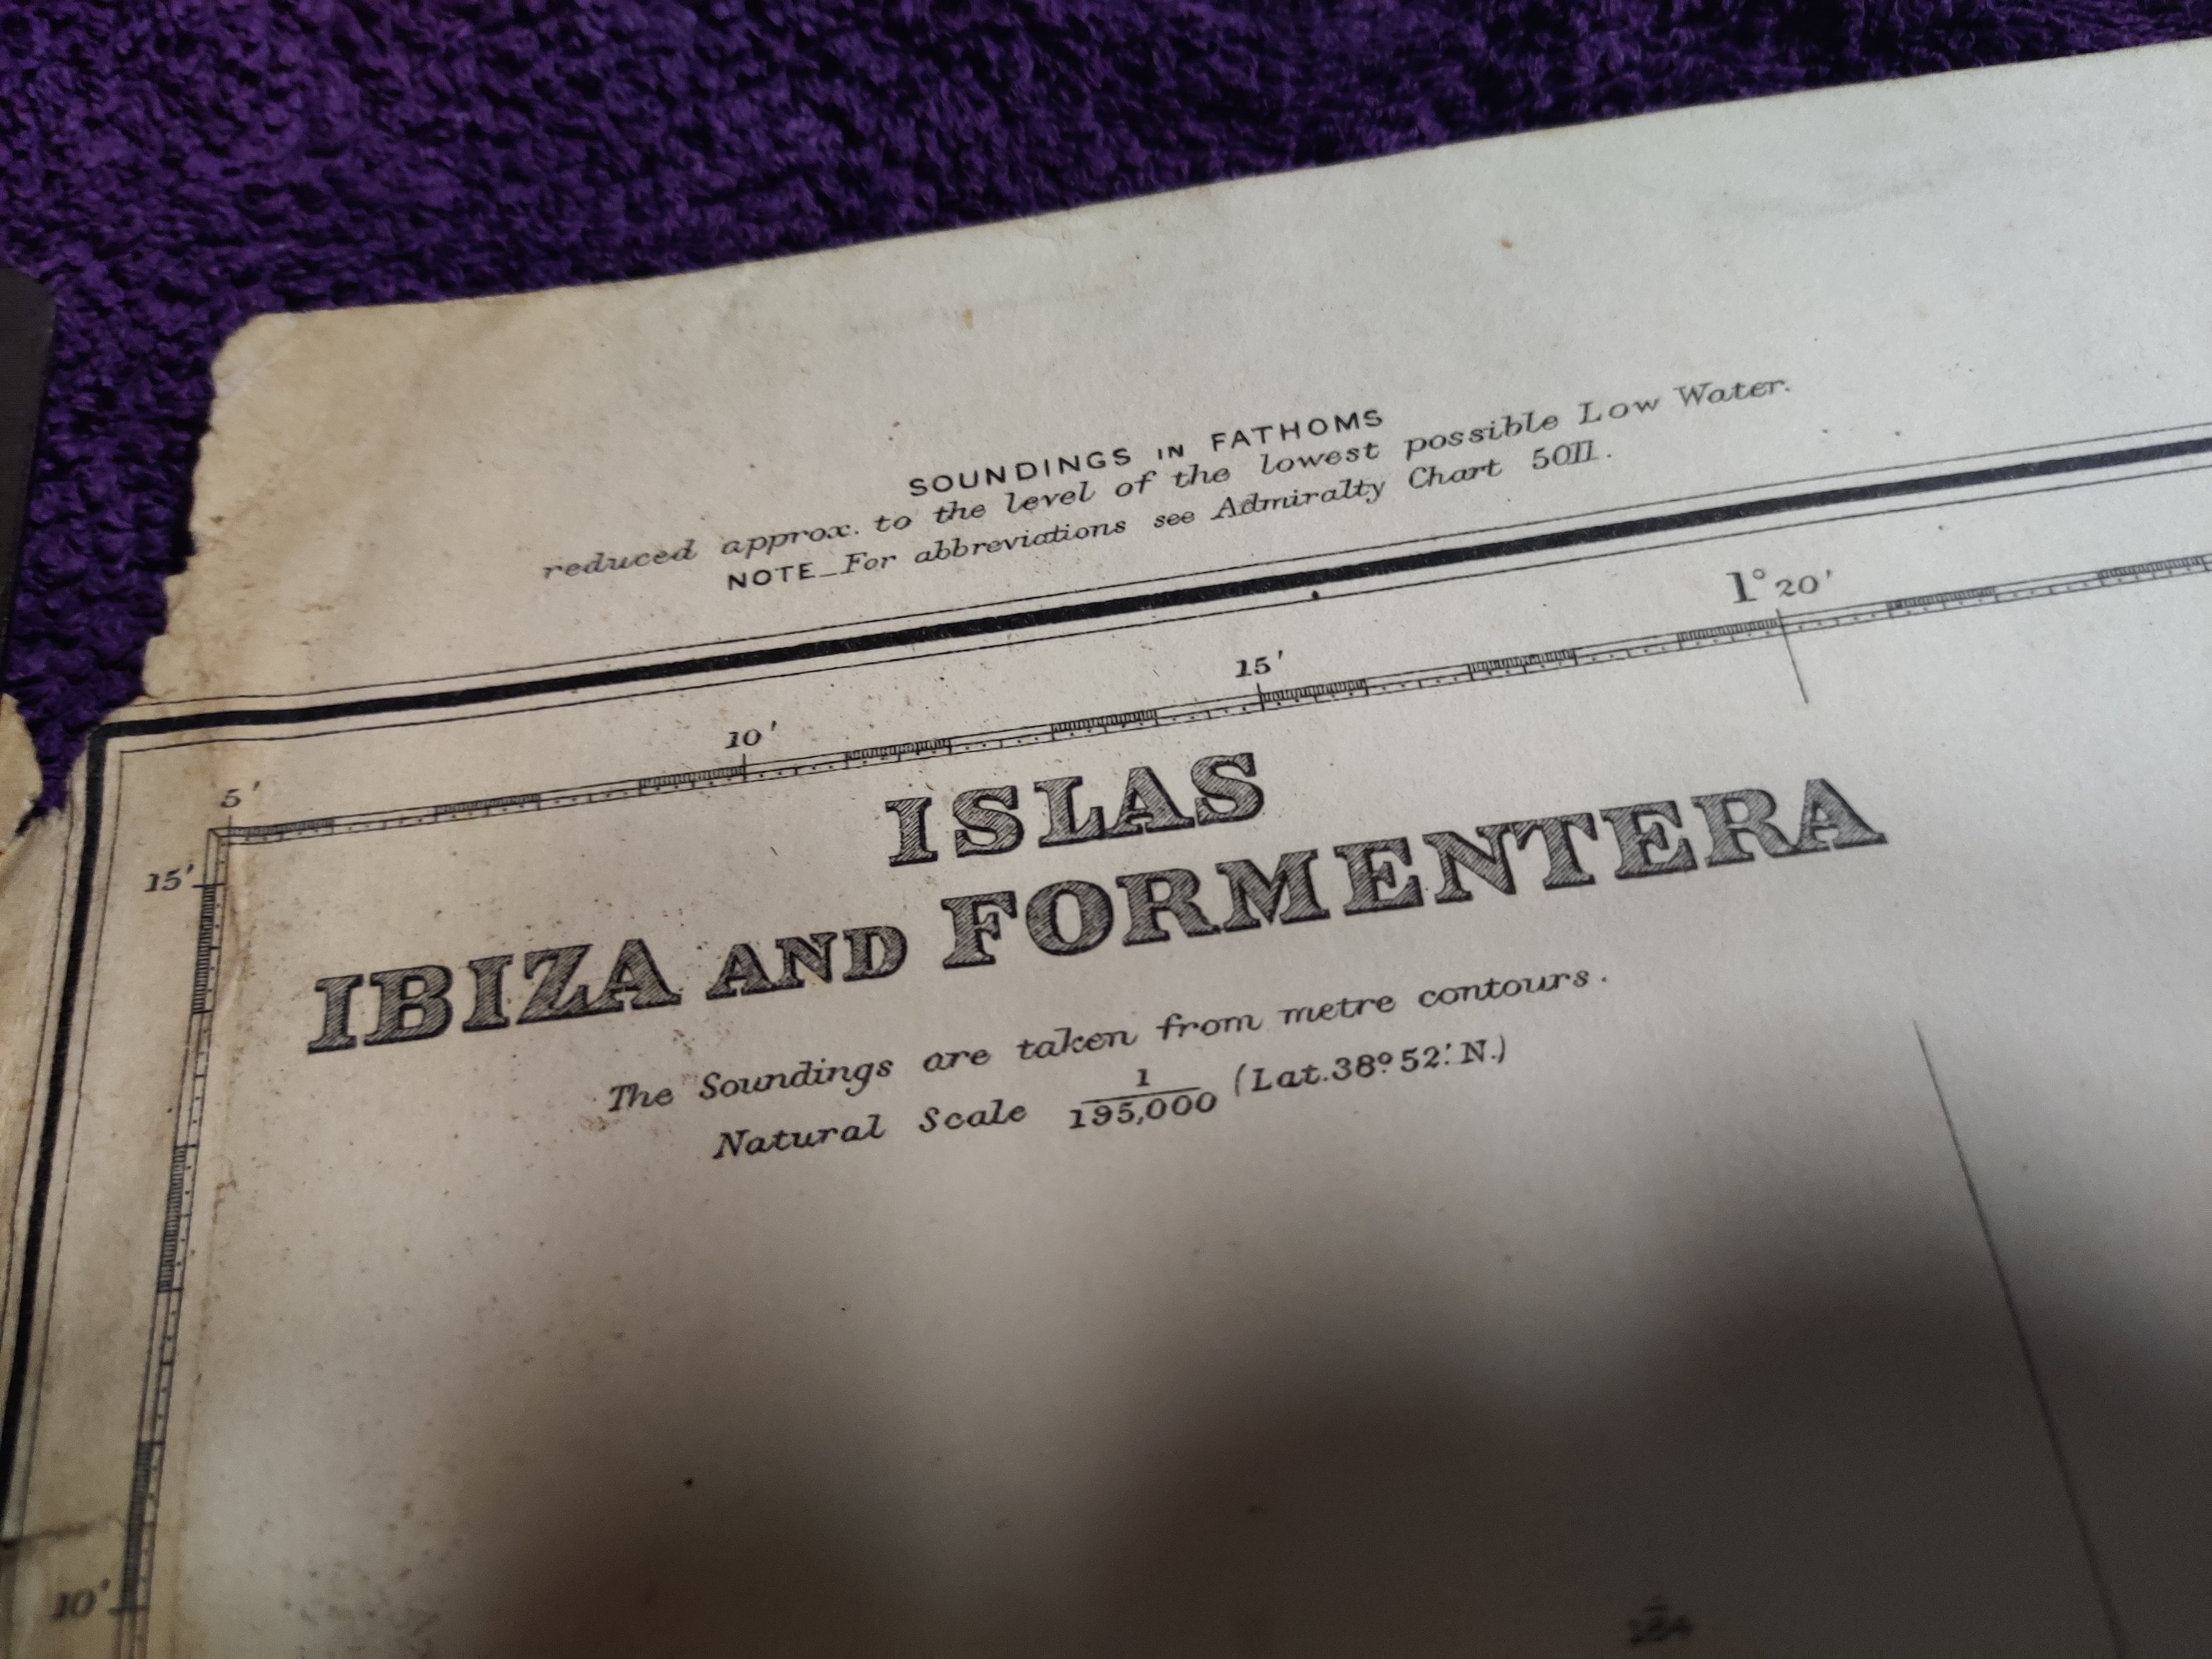 SOUNDINGS IN FATHOMS
reduced approx. to the level of the lowest possible Low Water.
NOTE_For abbreviations see Admiralty Chart 5011.
1° 20'
15'
10'
5'
15'
ISLAS
IBIZA AND FORMENTERA
The Soundings are taken from metre contours.
Natural Scale 1/195,000 (Lat. 38° 52' N.)
10'